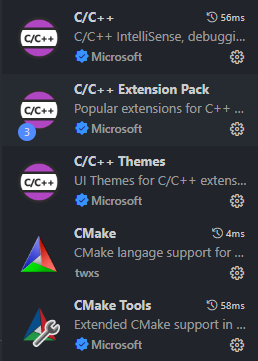 C/C++
56ms
C/C++ IntelliSense, debuggi...
C/C++
Microsoft
C/C++ Extension Pack
Popular extensions for C++ ...
C/C++
3
Microsoft
C/C++ Themes
UI Themes for C/C++ extens...
C/C++
Microsoft
CMake
4ms
CMake langage support for ...
twxs
CMake Tools
58ms
Extended CMake support in ...
Microsoft